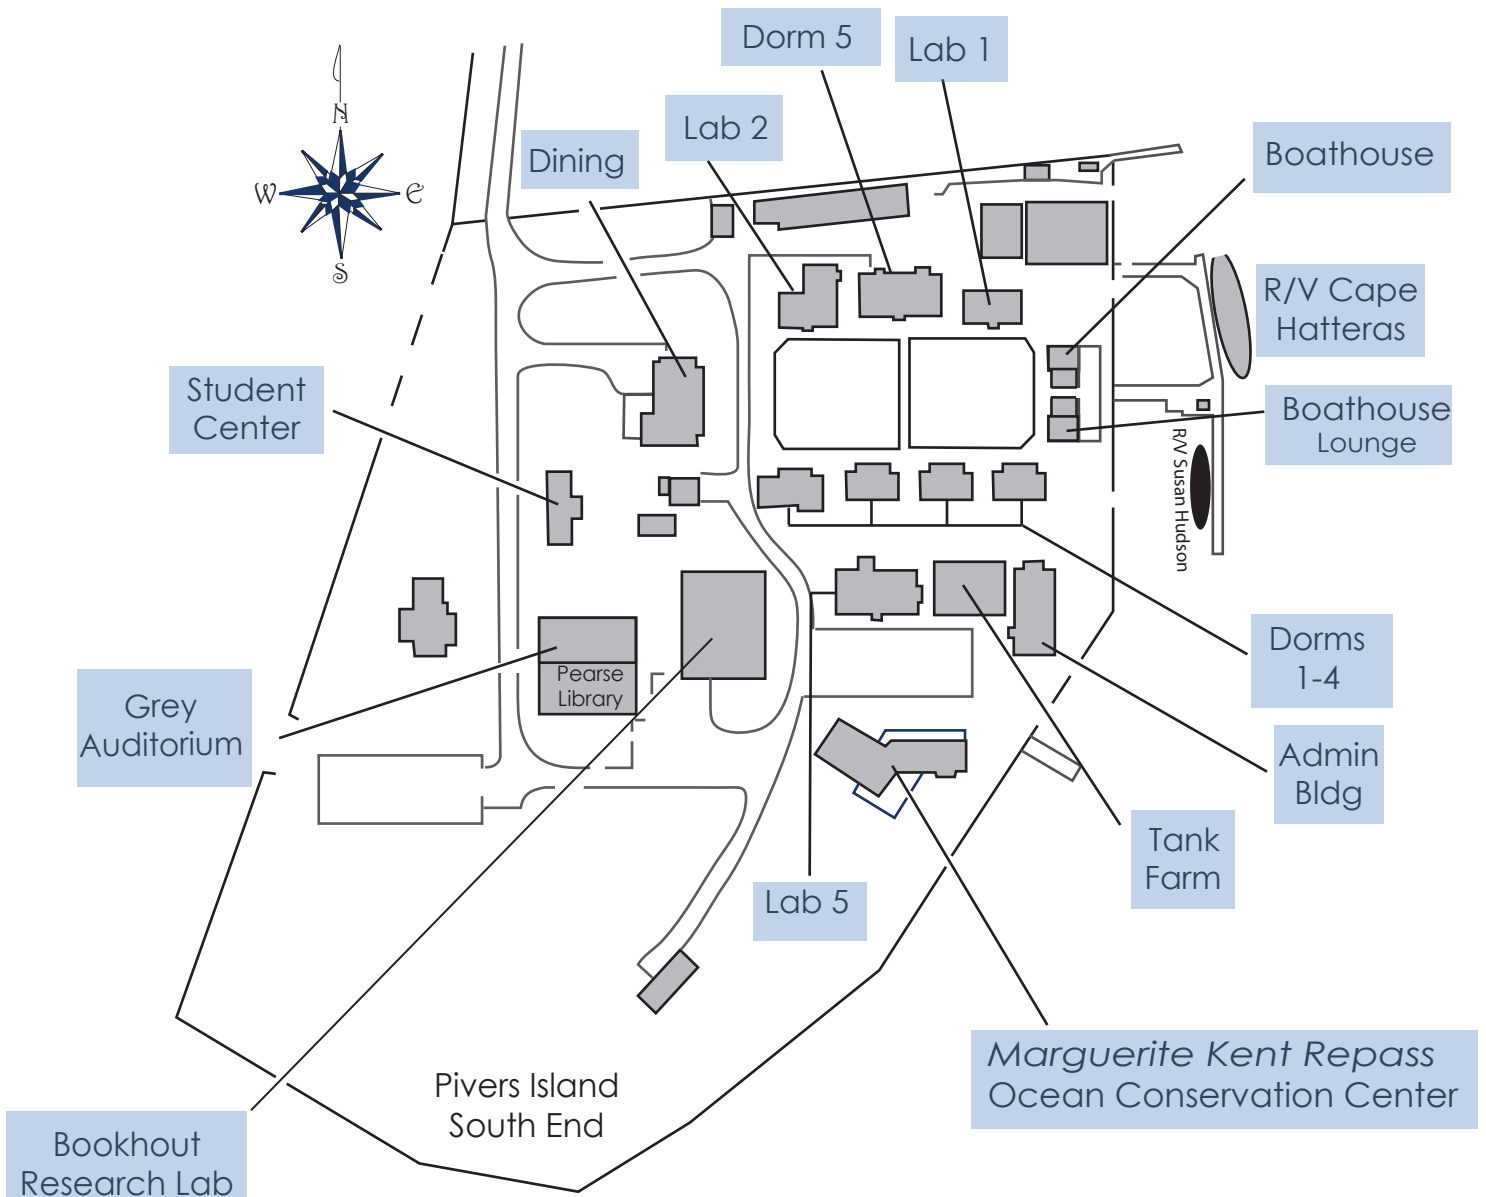 Dorm 5
Lab 1
N
Lab 2
Dining
Boathouse
W
E
S
R/V Cape
Hatteras
Student
Center
Boathouse
Lounge
R/V Susan Hudson
Dorms
1-4
Pearse
Library
Grey
Auditorium
Admin
Bldg
Tank
Farm
Lab 5
Marguerite Kent Repass
Ocean Conservation Center
Pivers Island
South End
Bookhout
Research Lab